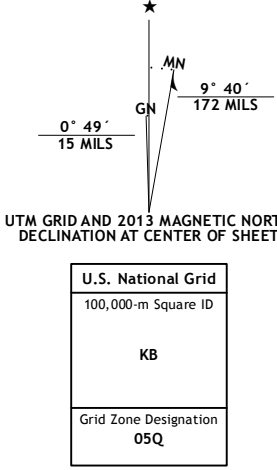 ★
MN
GN
9° 40´
172 MILS
0° 49´
15 MILS
UTM GRID AND 2013 MAGNETIC NORT
DECLINATION AT CENTER OF SHEET
U.S. National Grid
100,000-m Square ID
KB
Grid Zone Designation
05Q